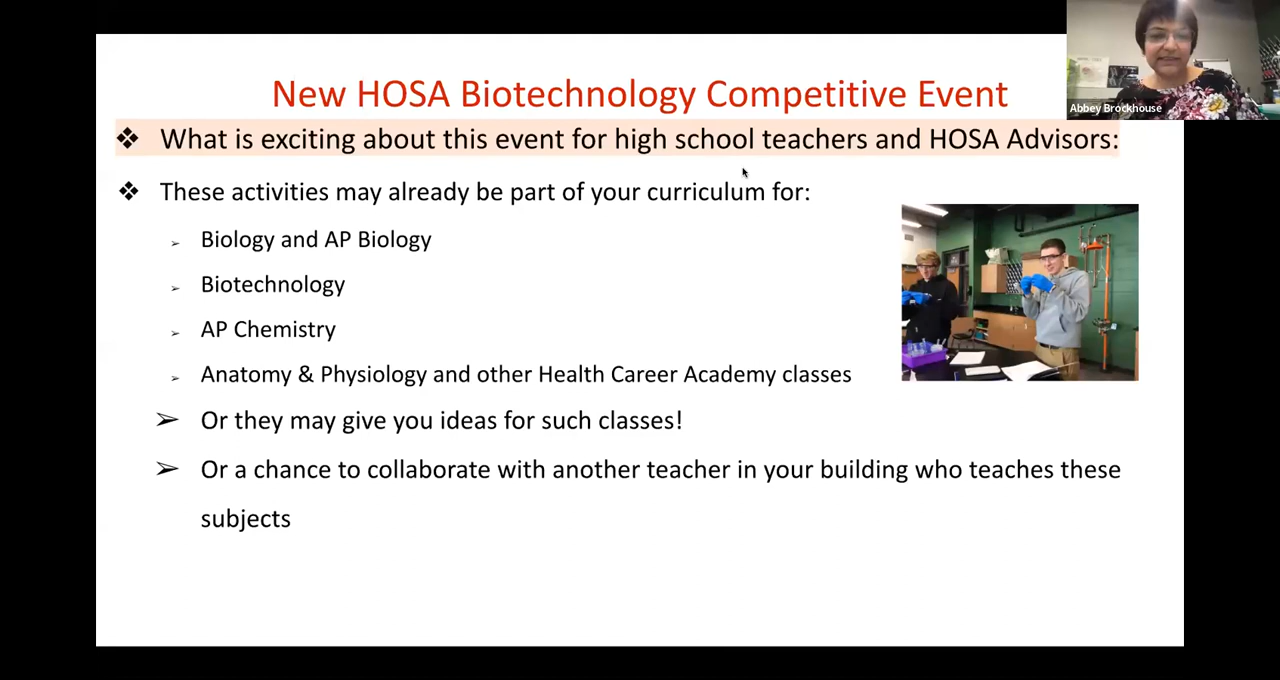 New HOSA Biotechnology Competitive Event
Abbey Brockhouse
❖ What is exciting about this event for high school teachers and HOSA Advisors:
❖ These activities may already be part of your curriculum for:
➢ Biology and AP Biology
➢ Biotechnology
➢ AP Chemistry
➢ Anatomy & Physiology and other Health Career Academy classes
➢ Or they may give you ideas for such classes!
➢ Or a chance to collaborate with another teacher in your building who teaches these
subjects